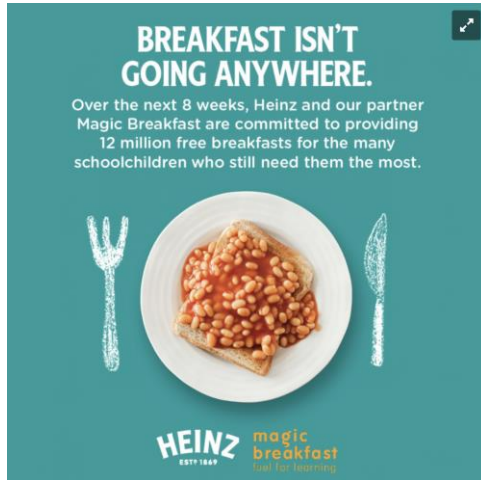 BREAKFAST ISN'T
GOING ANYWHERE.
Over the next 8 weeks, Heinz and our partner
Magic Breakfast are committed to providing
12 million free breakfasts for the many
schoolchildren who still need them the most.
HEINZ
ESTD 1869
magic
breakfast
fuel for learning